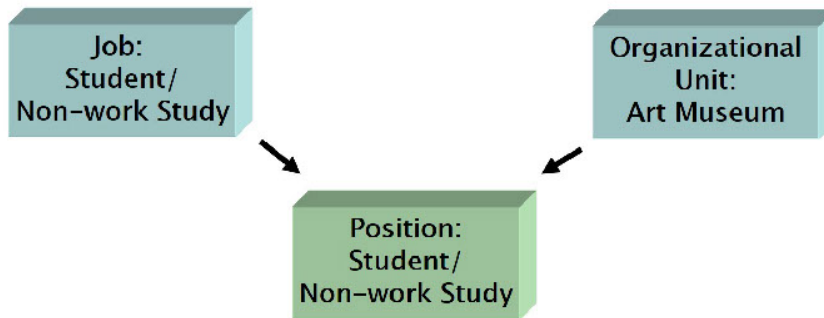 Job:
Student/
Non-work Study
Organizational
Unit:
Art Museum
Position:
Student/
Non-work Study